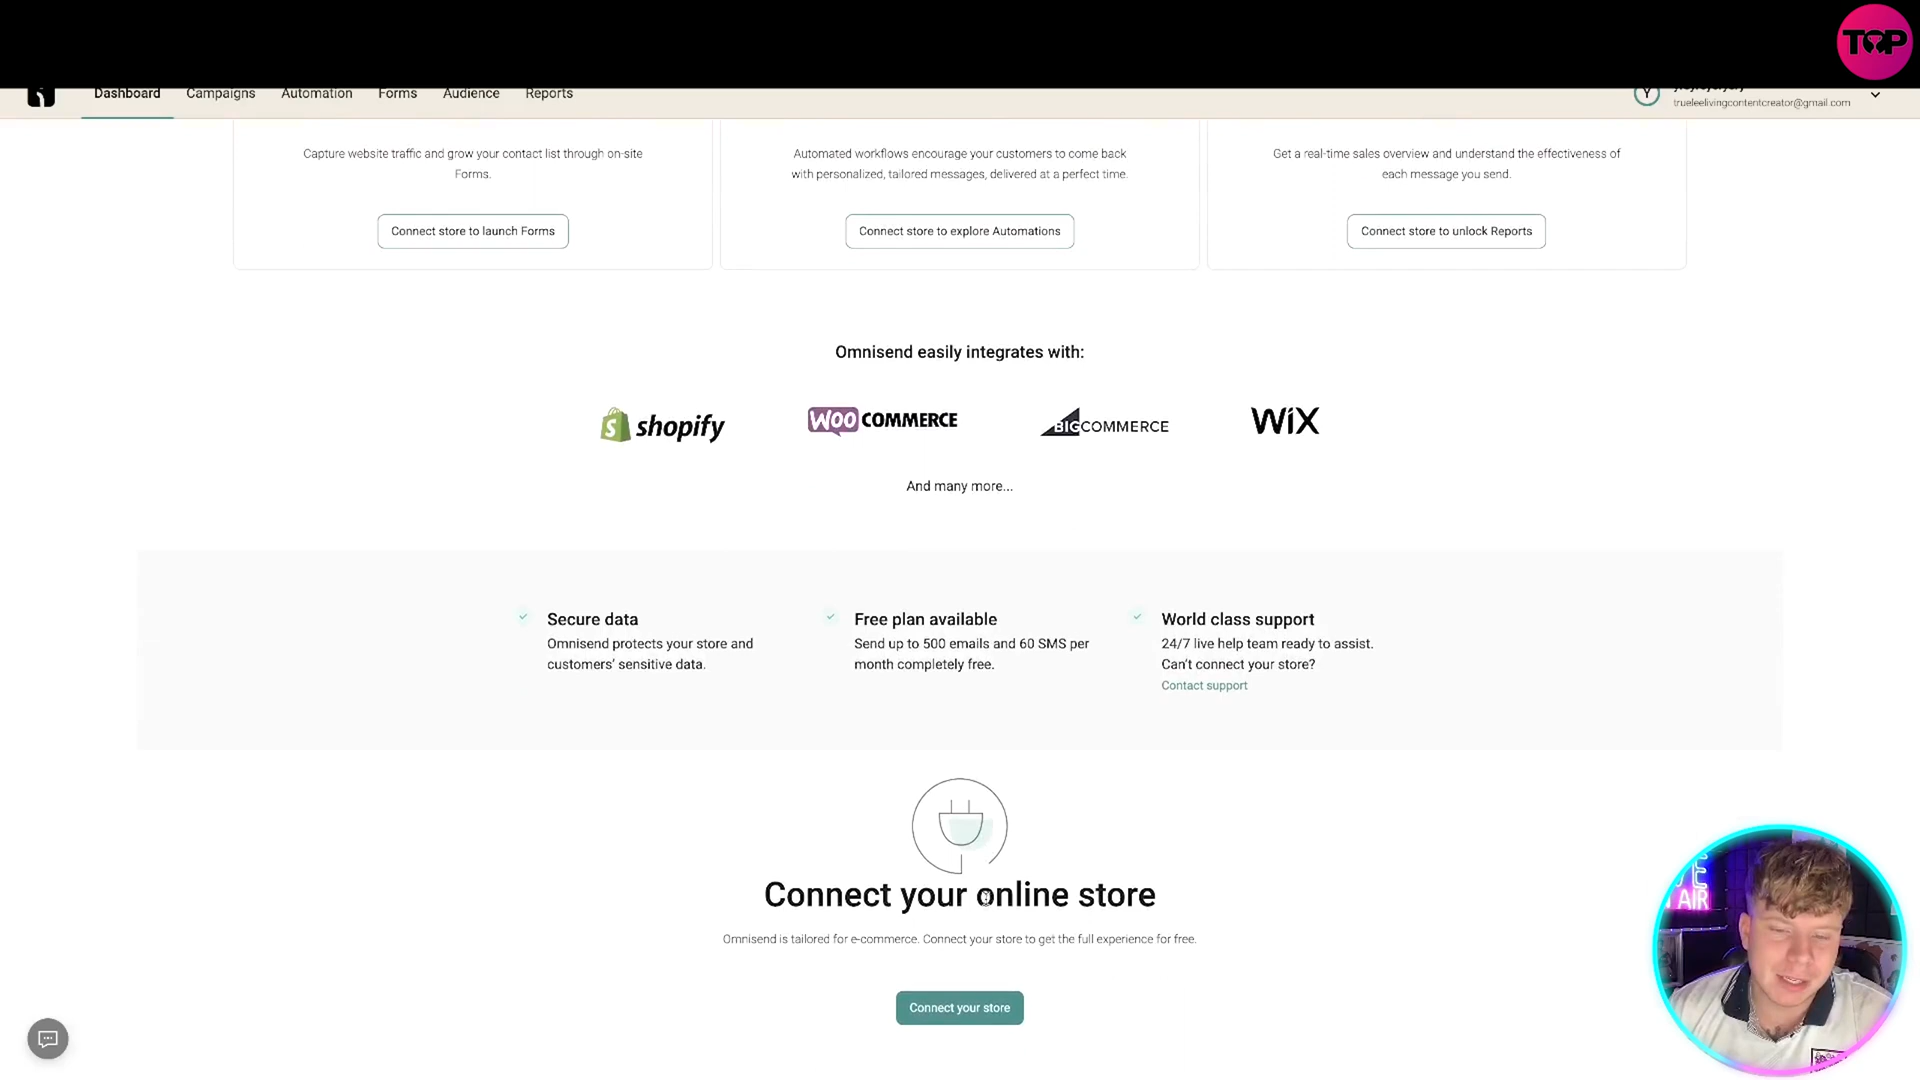 TOP
Dashboard Campaigns Automation Forms Audience Reports
Y
trueleelivingcontentcreator@gmail.com
Capture website traffic and grow your contact list through on-site
Forms.
Connect store to launch Forms
Automated workflows encourage your customers to come back
with personalized, tailored messages, delivered at a perfect time.
Connect store to explore Automations
Get a real-time sales overview and understand the effectiveness of
each message you send.
Connect store to unlock Reports
Omnisend easily integrates with:
shopify
WOO COMMERCE
BIGCOMMERCE
WiX
And many more...
Secure data
Omnisend protects your store and
customers' sensitive data.
Free plan available
Send up to 500 emails and 60 SMS per
month completely free.
World class support
24/7 live help team ready to assist.
Can't connect your store?
Contact support
Connect your online store
Omnisend is tailored for e-commerce. Connect your store to get the full experience for free.
Connect your store
AIR